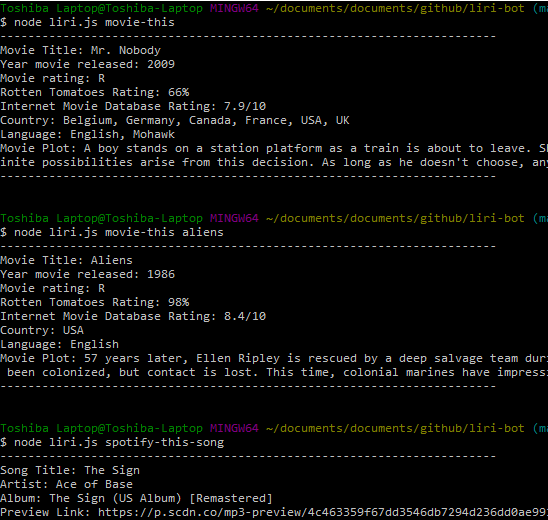 Toshiba Laptop@Toshiba-Laptop MINGW64 ~/documents/documents/github/liri-bot (ma
$ node liri.js movie-this
-----------------------------------------------------------------------
Movie Title: Mr. Nobody
Year movie released: 2009
Movie rating: R
Rotten Tomatoes Rating: 66%
Internet Movie Database Rating: 7.9/10
Country: Belgium, Germany, Canada, France, USA, UK
Language: English, Mohawk
Movie Plot: A boy stands on a station platform as a train is about to leave. Sh
inite possibilities arise from this decision. As long as he doesn't choose, any
-----------------------------------------------------------------------
Toshiba Laptop@Toshiba-Laptop MINGW64 ~/documents/documents/github/liri-bot (ma
$ node liri.js movie-this aliens
-----------------------------------------------------------------------
Movie Title: Aliens
Year movie released: 1986
Movie rating: R
Rotten Tomatoes Rating: 98%
Internet Movie Database Rating: 8.4/10
Country: USA
Language: English
Movie Plot: 57 years later, Ellen Ripley is rescued by a deep salvage team duri
been colonized, but contact is lost. This time, colonial marines have impressi
-----------------------------------------------------------------------
Toshiba Laptop@Toshiba-Laptop MINGW64 ~/documents/documents/github/liri-bot (ma
$ node liri.js spotify-this-song
-----------------------------------------------------------------------
Song Title: The Sign
Artist: Ace of Base
Album: The Sign (US Album) [Remastered]
Preview Link: https://p.scdn.co/mp3-preview/4c463359f67dd3546db7294d236dd0ae991